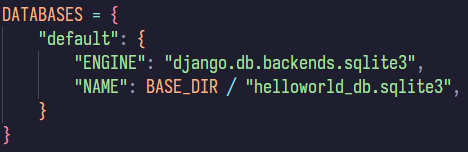 DATABASES = {
    "default": {
        "ENGINE": "django.db.backends.sqlite3",
        "NAME": BASE_DIR / "helloworld_db.sqlite3",
    }
}